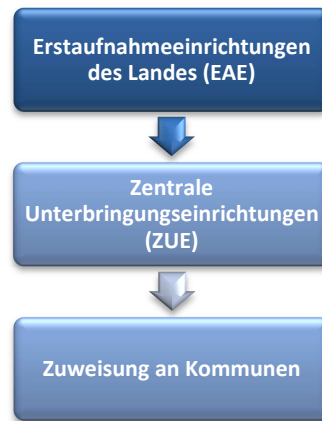 Erstaufnahmeeinrichtungen
des Landes (EAE)
Zentrale
Unterbringungseinrichtungen
(ZUE)
Zuweisung an Kommunen